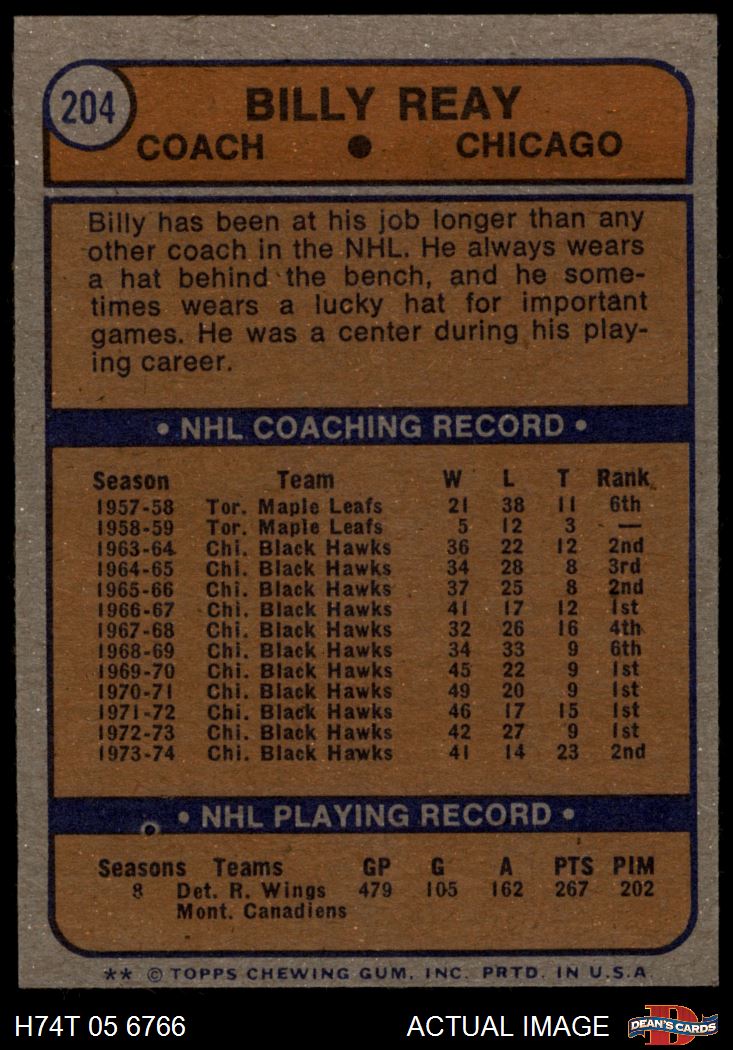 204
BILLY REAY
COACH ● CHICAGO
Billy has been at his job longer than any
other coach in the NHL. He always wears
a hat behind the bench, and he some-
times wears a lucky hat for important
games. He was a center during his play-
ing career.
• NHL COACHING RECORD •
Season Team W L T Rank
1957-58 Tor. Maple Leafs 21 38 11 6th
1958-59 Tor. Maple Leafs 5 12 3 —
1963-64 Chi. Black Hawks 36 22 12 2nd
1964-65 Chi. Black Hawks 34 28 8 3rd
1965-66 Chi. Black Hawks 37 25 8 2nd
1966-67 Chi. Black Hawks 41 17 12 1st
1967-68 Chi. Black Hawks 32 26 16 4th
1968-69 Chi. Black Hawks 34 33 9 6th
1969-70 Chi. Black Hawks 45 22 9 1st
1970-71 Chi. Black Hawks 49 20 9 1st
1971-72 Chi. Black Hawks 46 17 15 1st
1972-73 Chi. Black Hawks 42 27 9 1st
1973-74 Chi. Black Hawks 41 14 23 2nd
• NHL PLAYING RECORD •
Seasons Teams GP G A PTS PIM
8 Det. R. Wings 479 105 162 267 202
Mont. Canadiens
** © TOPPS CHEWING GUM, INC. PRTD. IN U.S.A.
H74T 05 6766 ACTUAL IMAGE DEAN'S CARDS